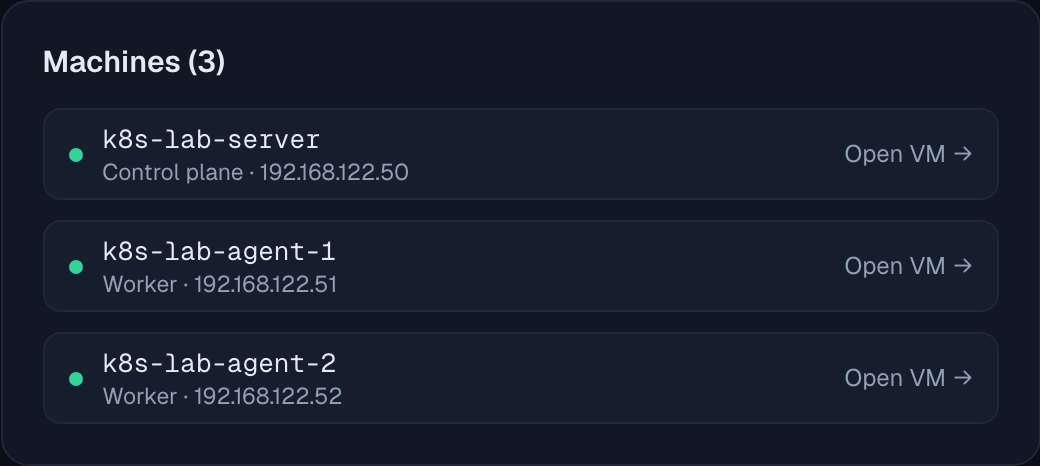 Machines (3)
k8s-lab-server
Control plane · 192.168.122.50
Open VM →
k8s-lab-agent-1
Worker · 192.168.122.51
Open VM →
k8s-lab-agent-2
Worker · 192.168.122.52
Open VM →